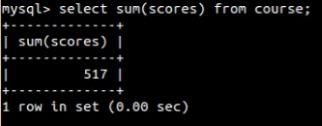 mysql> select sum(scores) from course;
+-------------+
| sum(scores) |
+-------------+
|         517 |
+-------------+
1 row in set (0.00 sec)